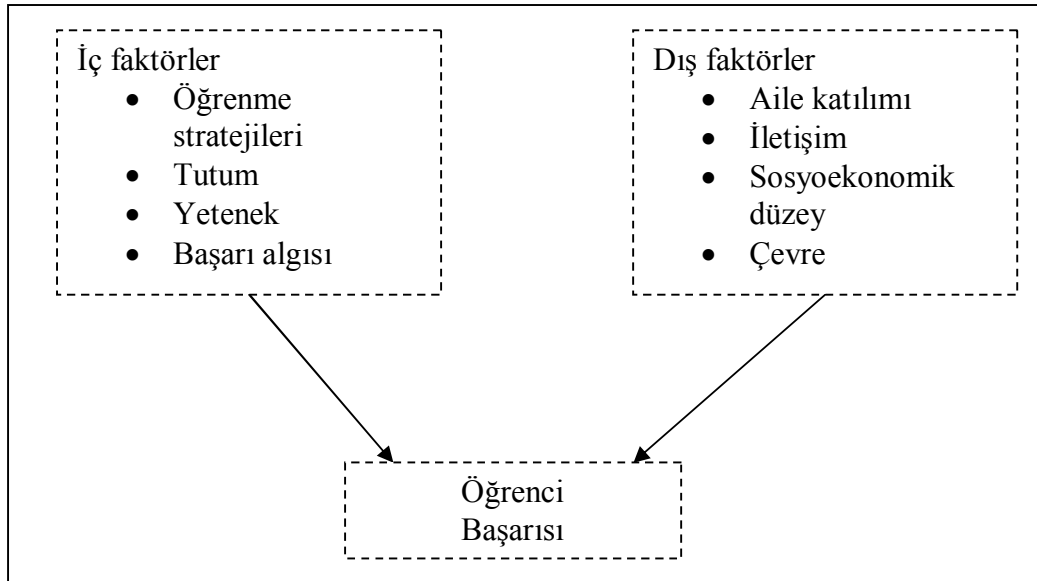 İç faktörler
• Öğrenme
stratejileri
• Tutum
• Yetenek
• Başarı algısı
Dış faktörler
• Aile katılımı
• İletişim
• Sosyoekonomik
düzey
• Çevre
Öğrenci
Başarısı